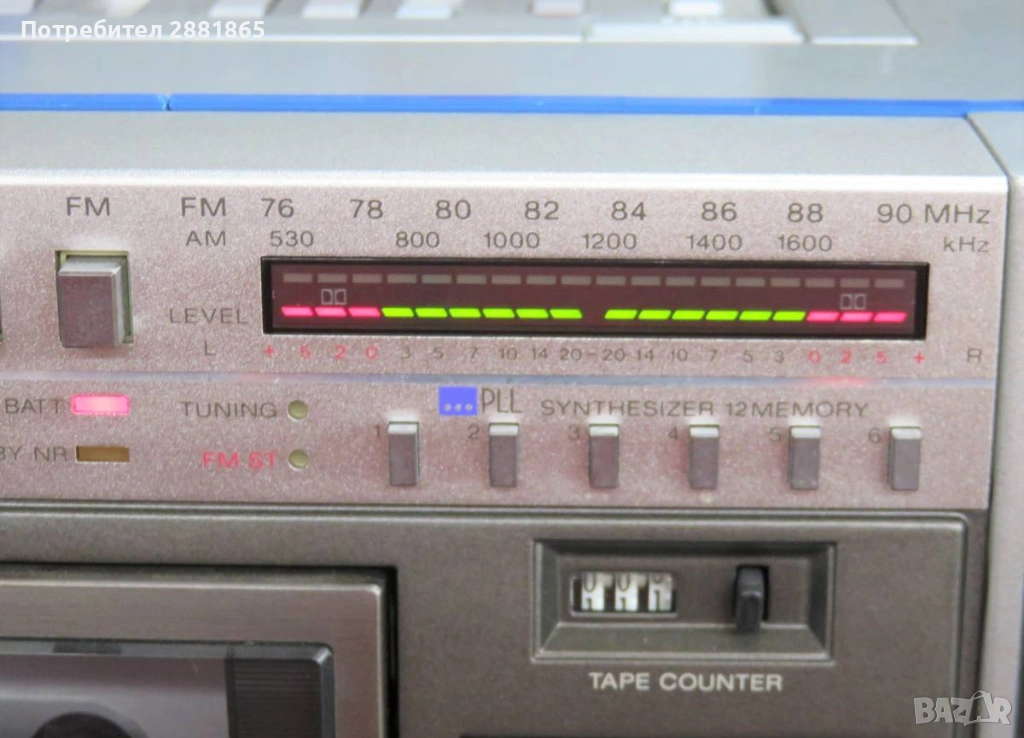 Потребител 2881865
FM FM 76 78 80 82 84 86 88 90 MHz
AM 530 800 1000 1200 1400 1600 kHz
LEVEL
L + 5 2 0 3 5 7 10 14 20-20 14 10 7 5 3 0 2 5 + R
BATT TUNING PLL SYNTHESIZER 12 MEMORY
1 2 3 4 5 6
BY NR FM ST
TAPE COUNTER
BAZAR